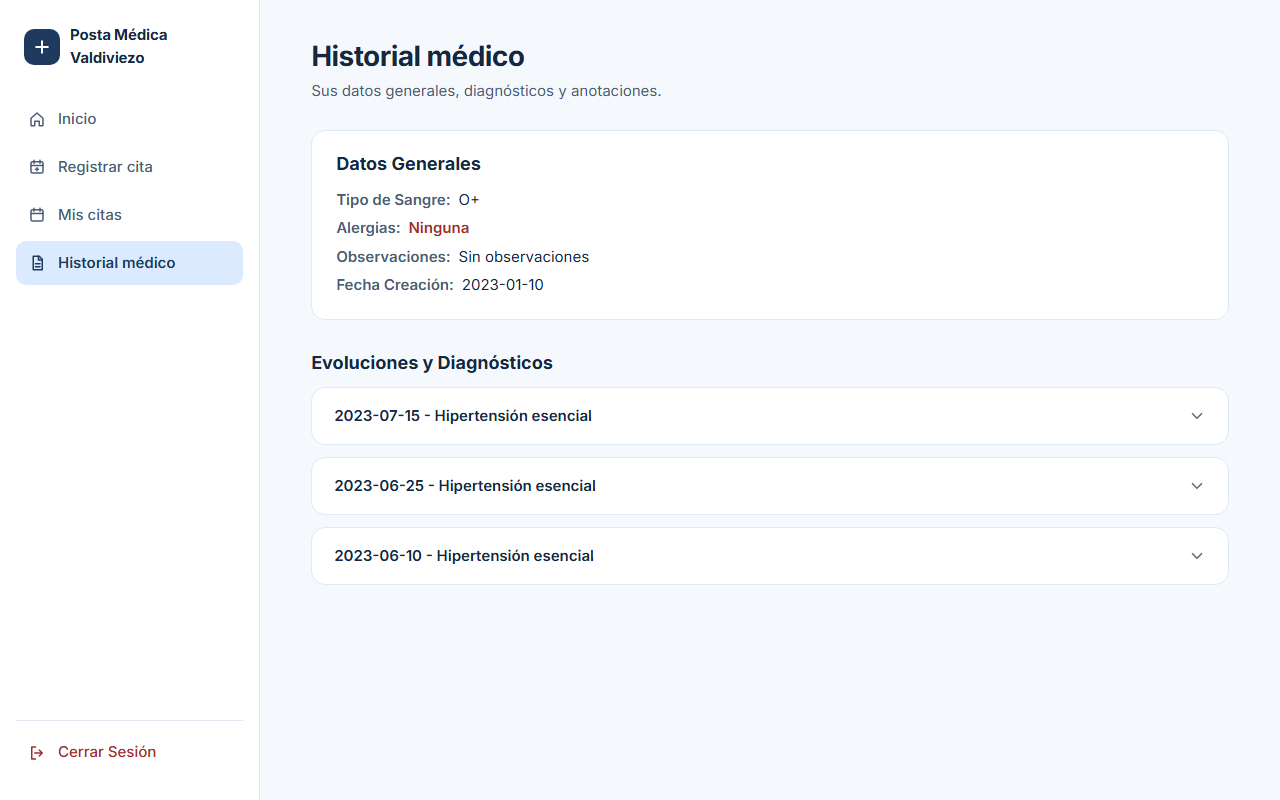 Posta Médica
Valdiviezo
Inicio
Registrar cita
Mis citas
Historial médico
Cerrar Sesión
Historial médico
Sus datos generales, diagnósticos y anotaciones.
Datos Generales
Tipo de Sangre: O+
Alergias: Ninguna
Observaciones: Sin observaciones
Fecha Creación: 2023-01-10
Evoluciones y Diagnósticos
2023-07-15 - Hipertensión esencial
2023-06-25 - Hipertensión esencial
2023-06-10 - Hipertensión esencial